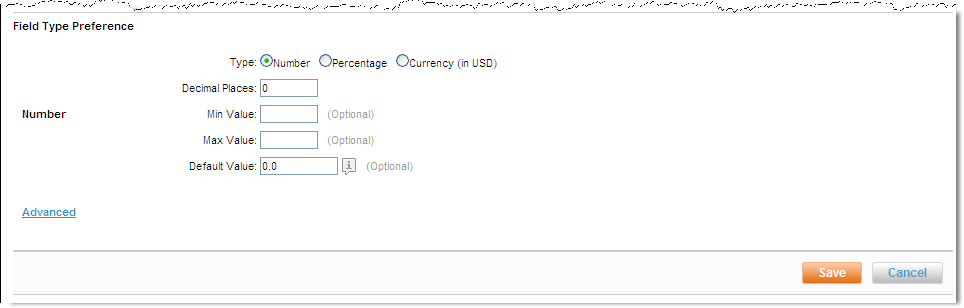 Field Type Preference
Type: Number Percentage Currency (in USD)
Decimal Places: 0
Number
Min Value: (Optional)
Max Value: (Optional)
Default Value: 0.0 i (Optional)
Advanced
Save Cancel